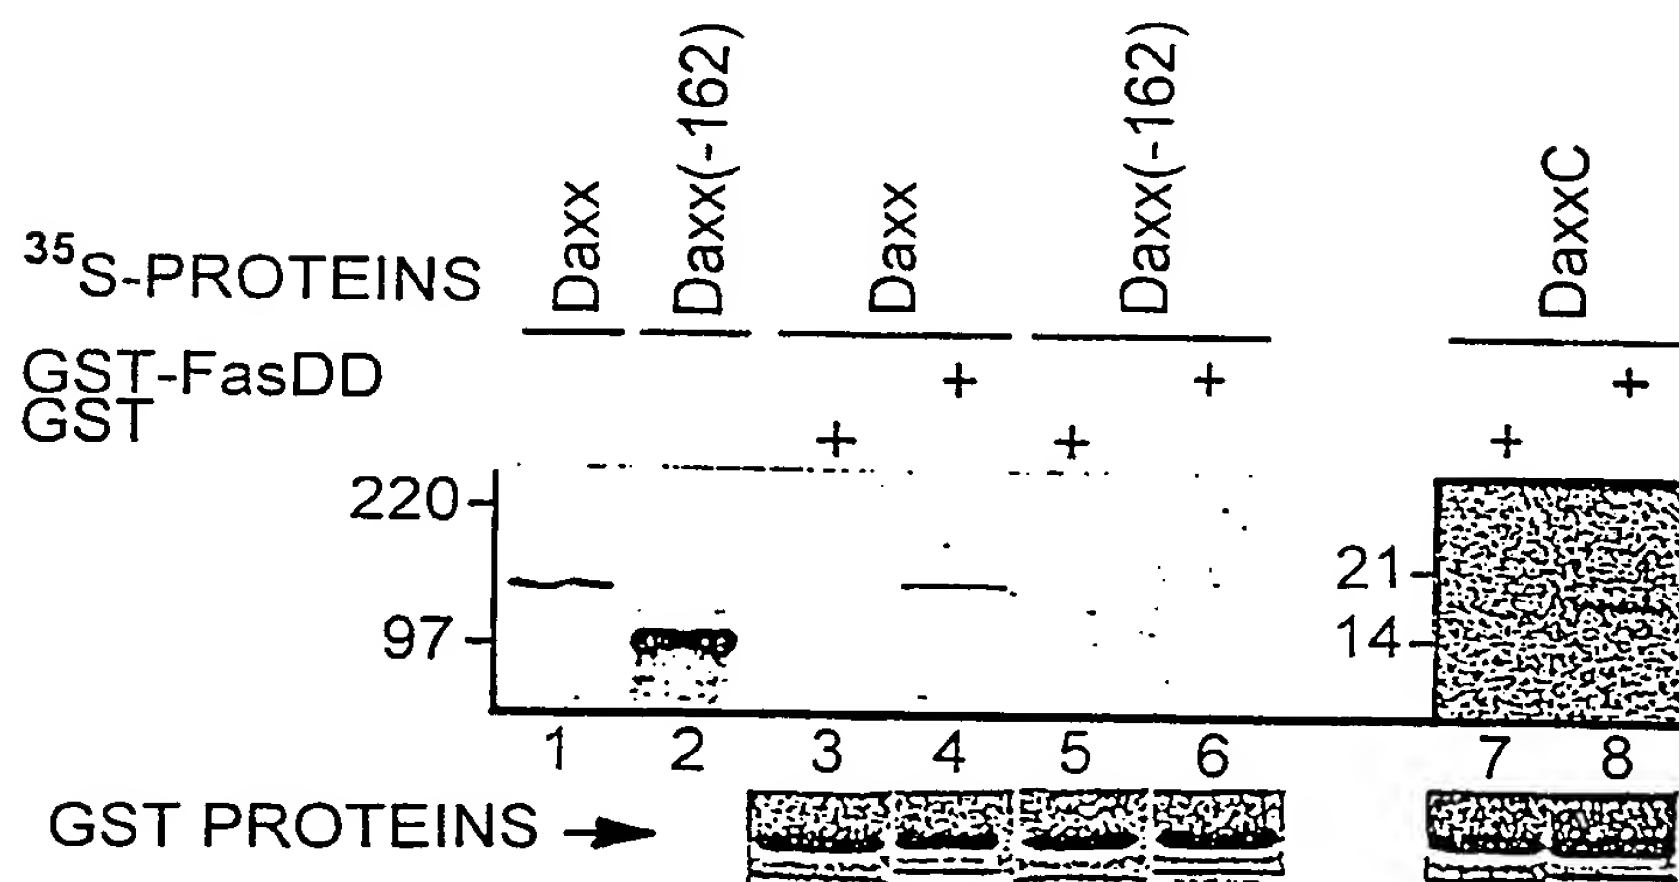 Daxx Daxx(-162) Daxx Daxx(-162) DaxxC
³⁵S-PROTEINS
GST-FasDD + + +
GST + + +
220
21
97
14
1 2 3 4 5 6 7 8
GST PROTEINS →